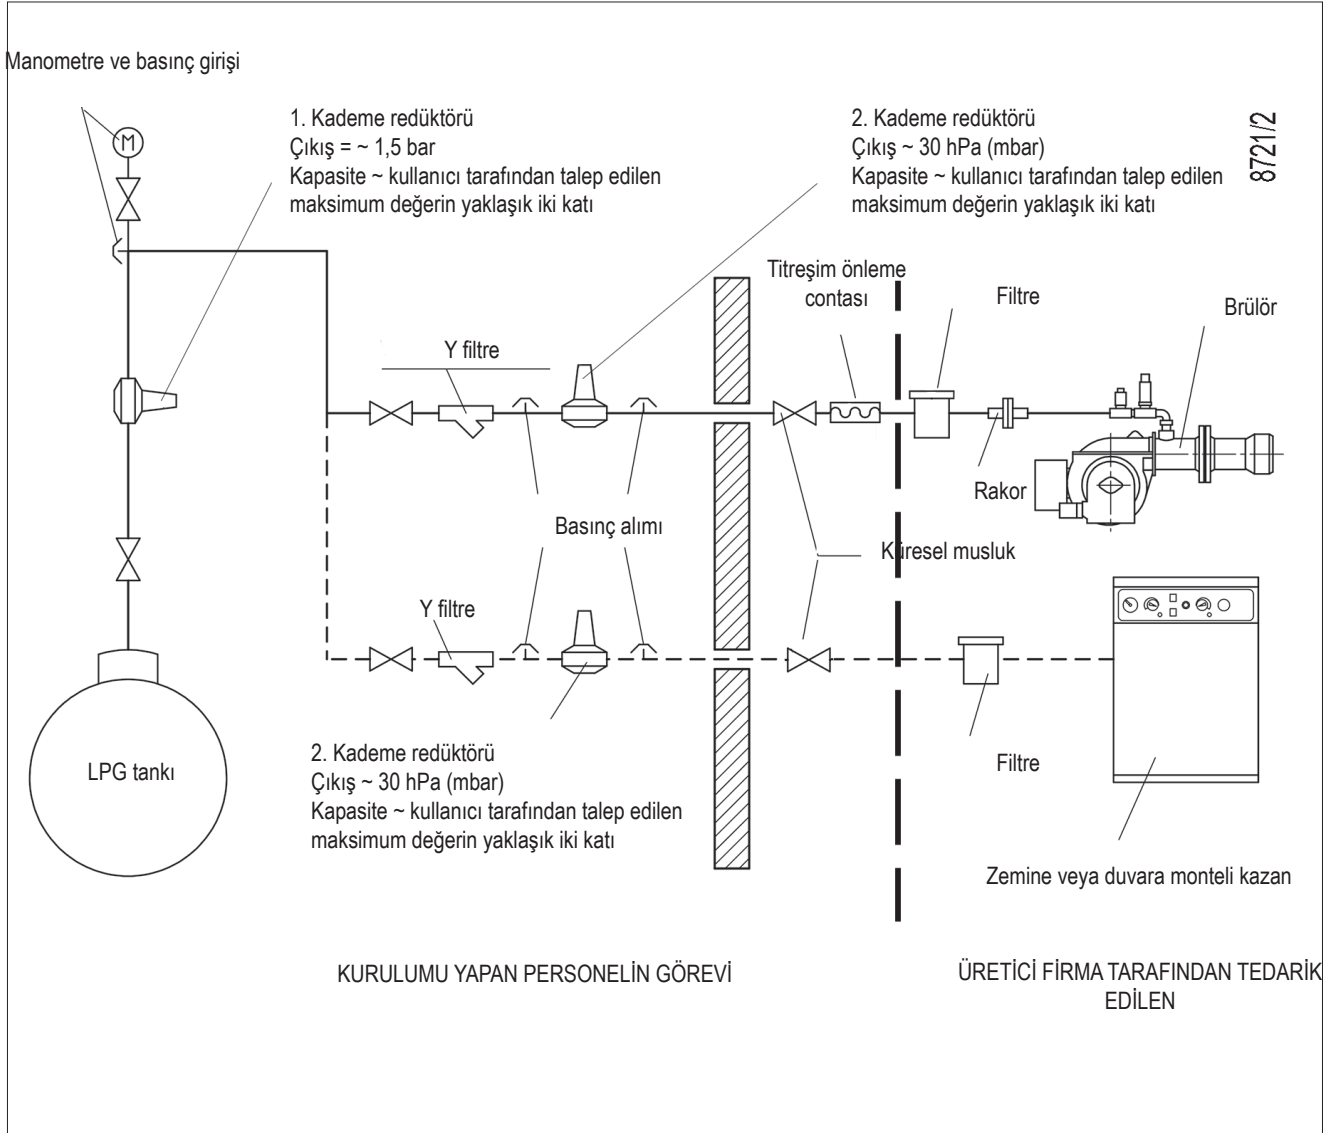 Manometre ve basınç girişi
M
1. Kademe redüktörü
Çıkış = ~ 1,5 bar
Kapasite ~ kullanıcı tarafından talep edilen
maksimum değerin yaklaşık iki katı
2. Kademe redüktörü
Çıkış ~ 30 hPa (mbar)
Kapasite ~ kullanıcı tarafından talep edilen
maksimum değerin yaklaşık iki katı
8721/2
Titreşim önleme
contası
Filtre
Brülör
Y filtre
Rakor
Basınç alımı
Küresel musluk
Y filtre
2. Kademe redüktörü
Çıkış ~ 30 hPa (mbar)
Kapasite ~ kullanıcı tarafından talep edilen
maksimum değerin yaklaşık iki katı
LPG tankı
Filtre
Zemine veya duvara monteli kazan
KURULUMU YAPAN PERSONELİN GÖREVİ
ÜRETİCİ FİRMA TARAFINDAN TEDARİK
EDİLEN